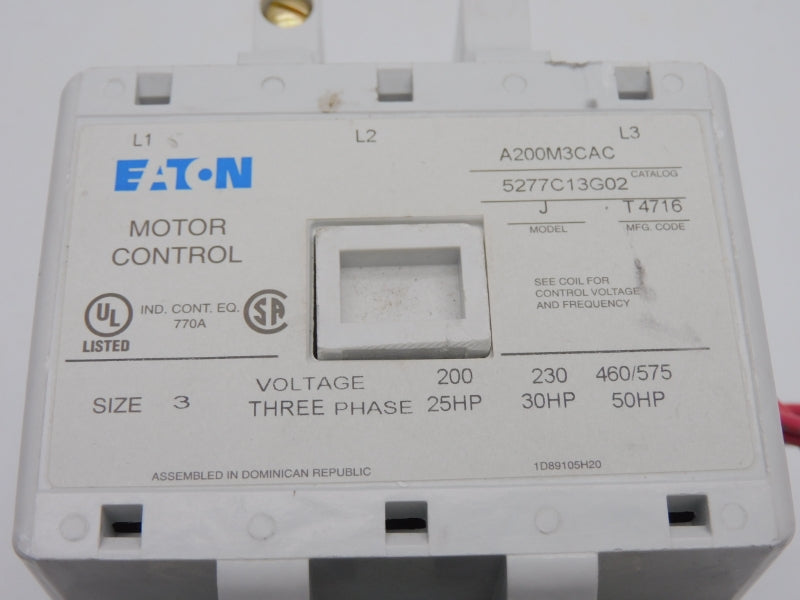 L1 L2 L3
EATON
A200M3CAC
CATALOG
5277C13G02
J T4716
MODEL MFG. CODE
MOTOR
CONTROL
SEE COIL FOR
CONTROL VOLTAGE
AND FREQUENCY
UL
LISTED
IND. CONT. EQ.
770A
SA
VOLTAGE 200 230 460/575
SIZE 3 THREE PHASE 25HP 30HP 50HP
ASSEMBLED IN DOMINICAN REPUBLIC 1D89105H20